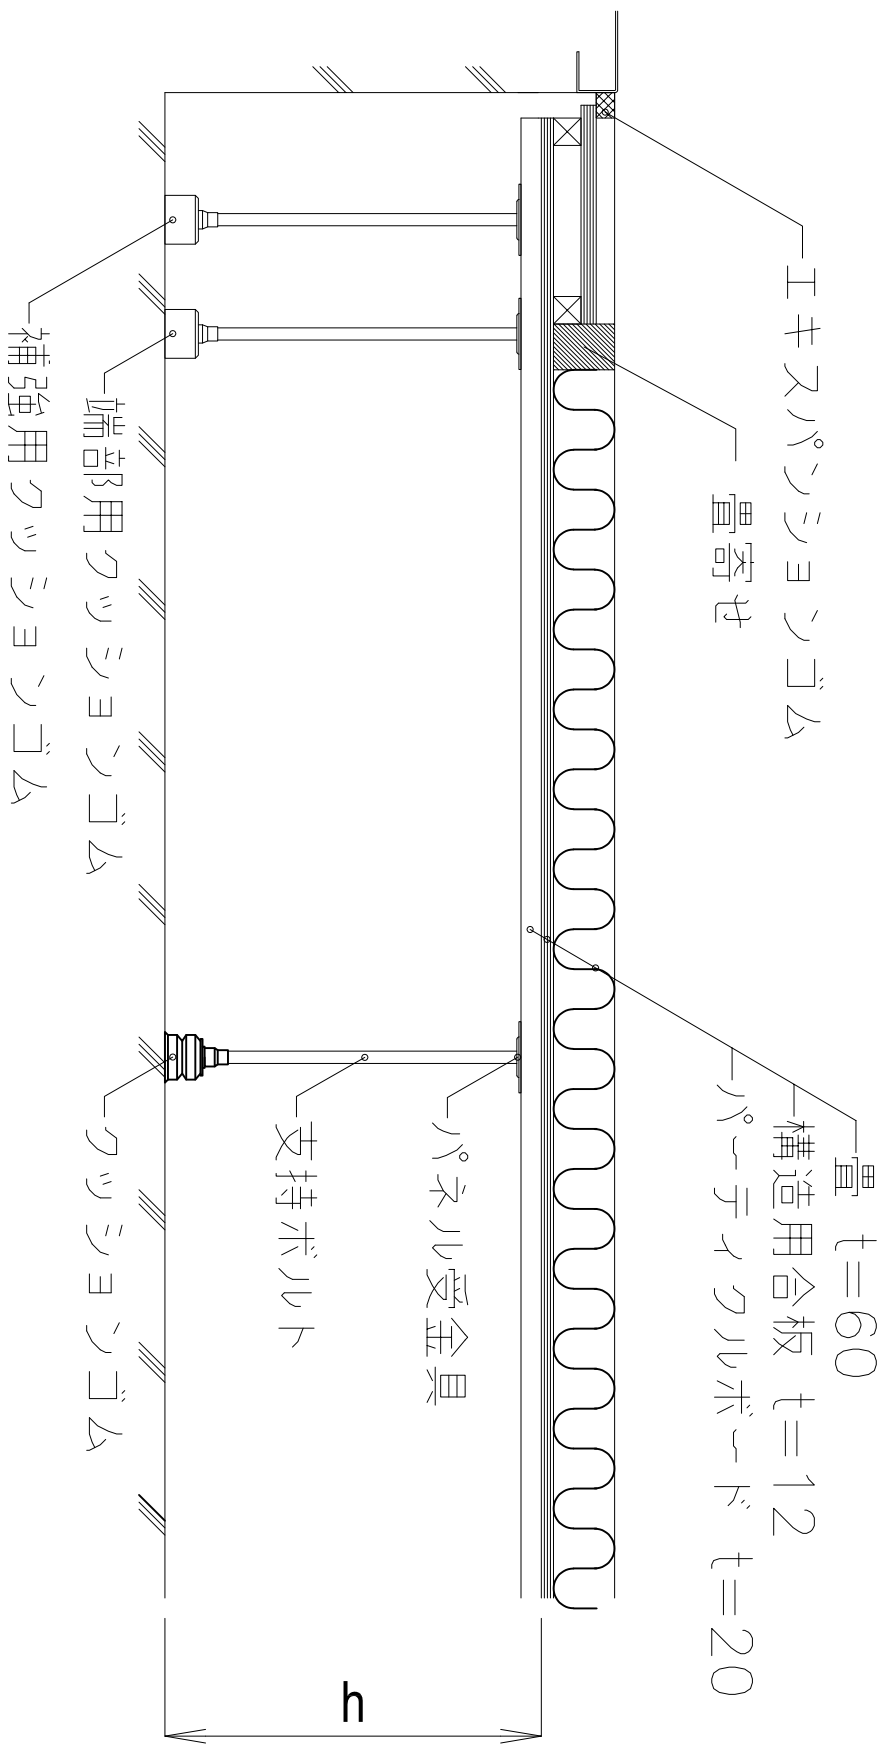 畳 t=60
構造用合板 t=12
パーティクルボード t=20
エキスパンションゴム
畳寄せ
パネル受金具
支持ボルト
クッションゴム
端部用クッションゴム
補強用クッションゴム
h